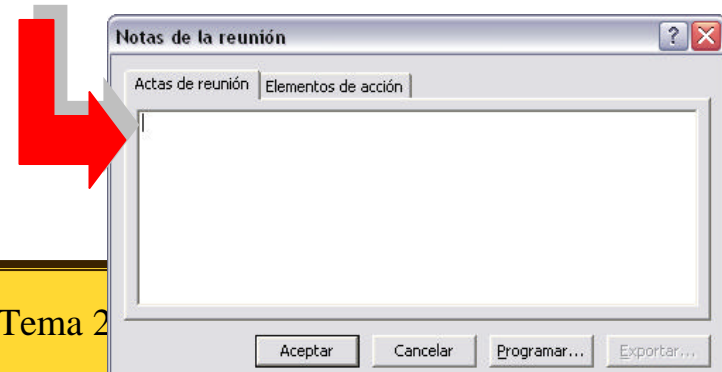 Notas de la reunión
Actas de reunión Elementos de acción
Tema 2
Aceptar Cancelar Programar... Exportar...